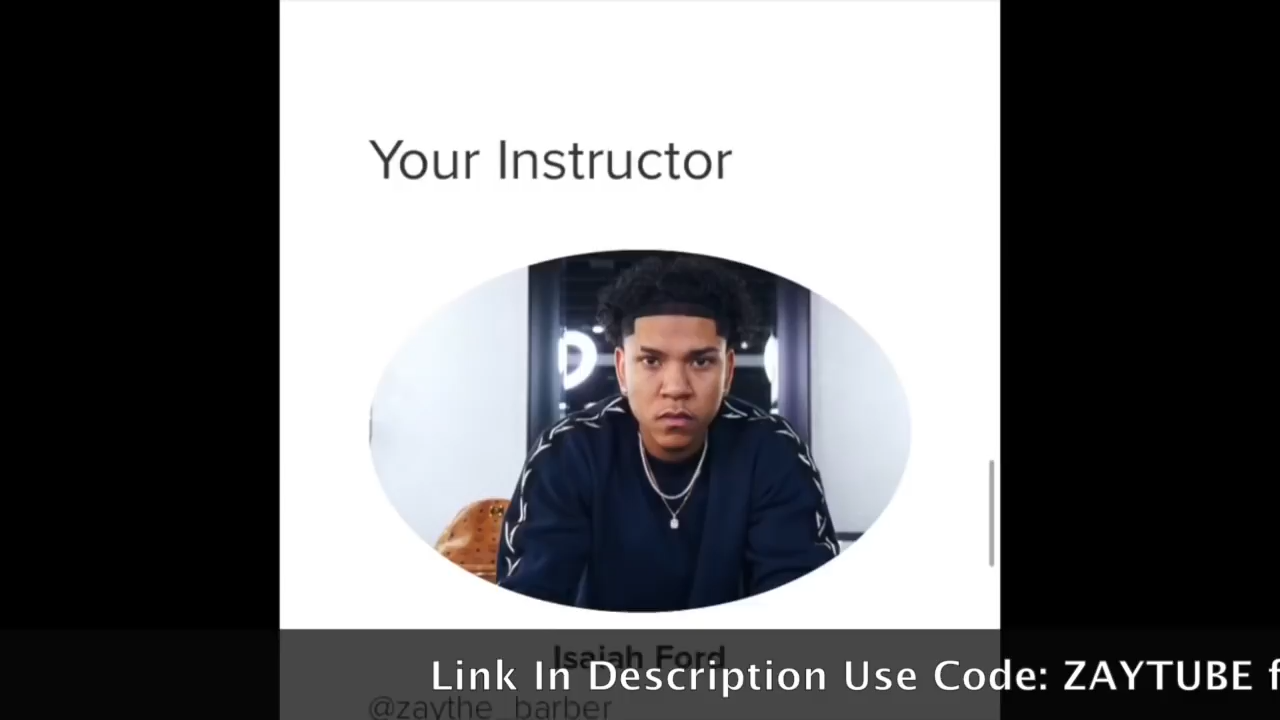 Your Instructor
Isaiah Ford
Link In Description Use Code: ZAYTUBE f
@zaythe_barber